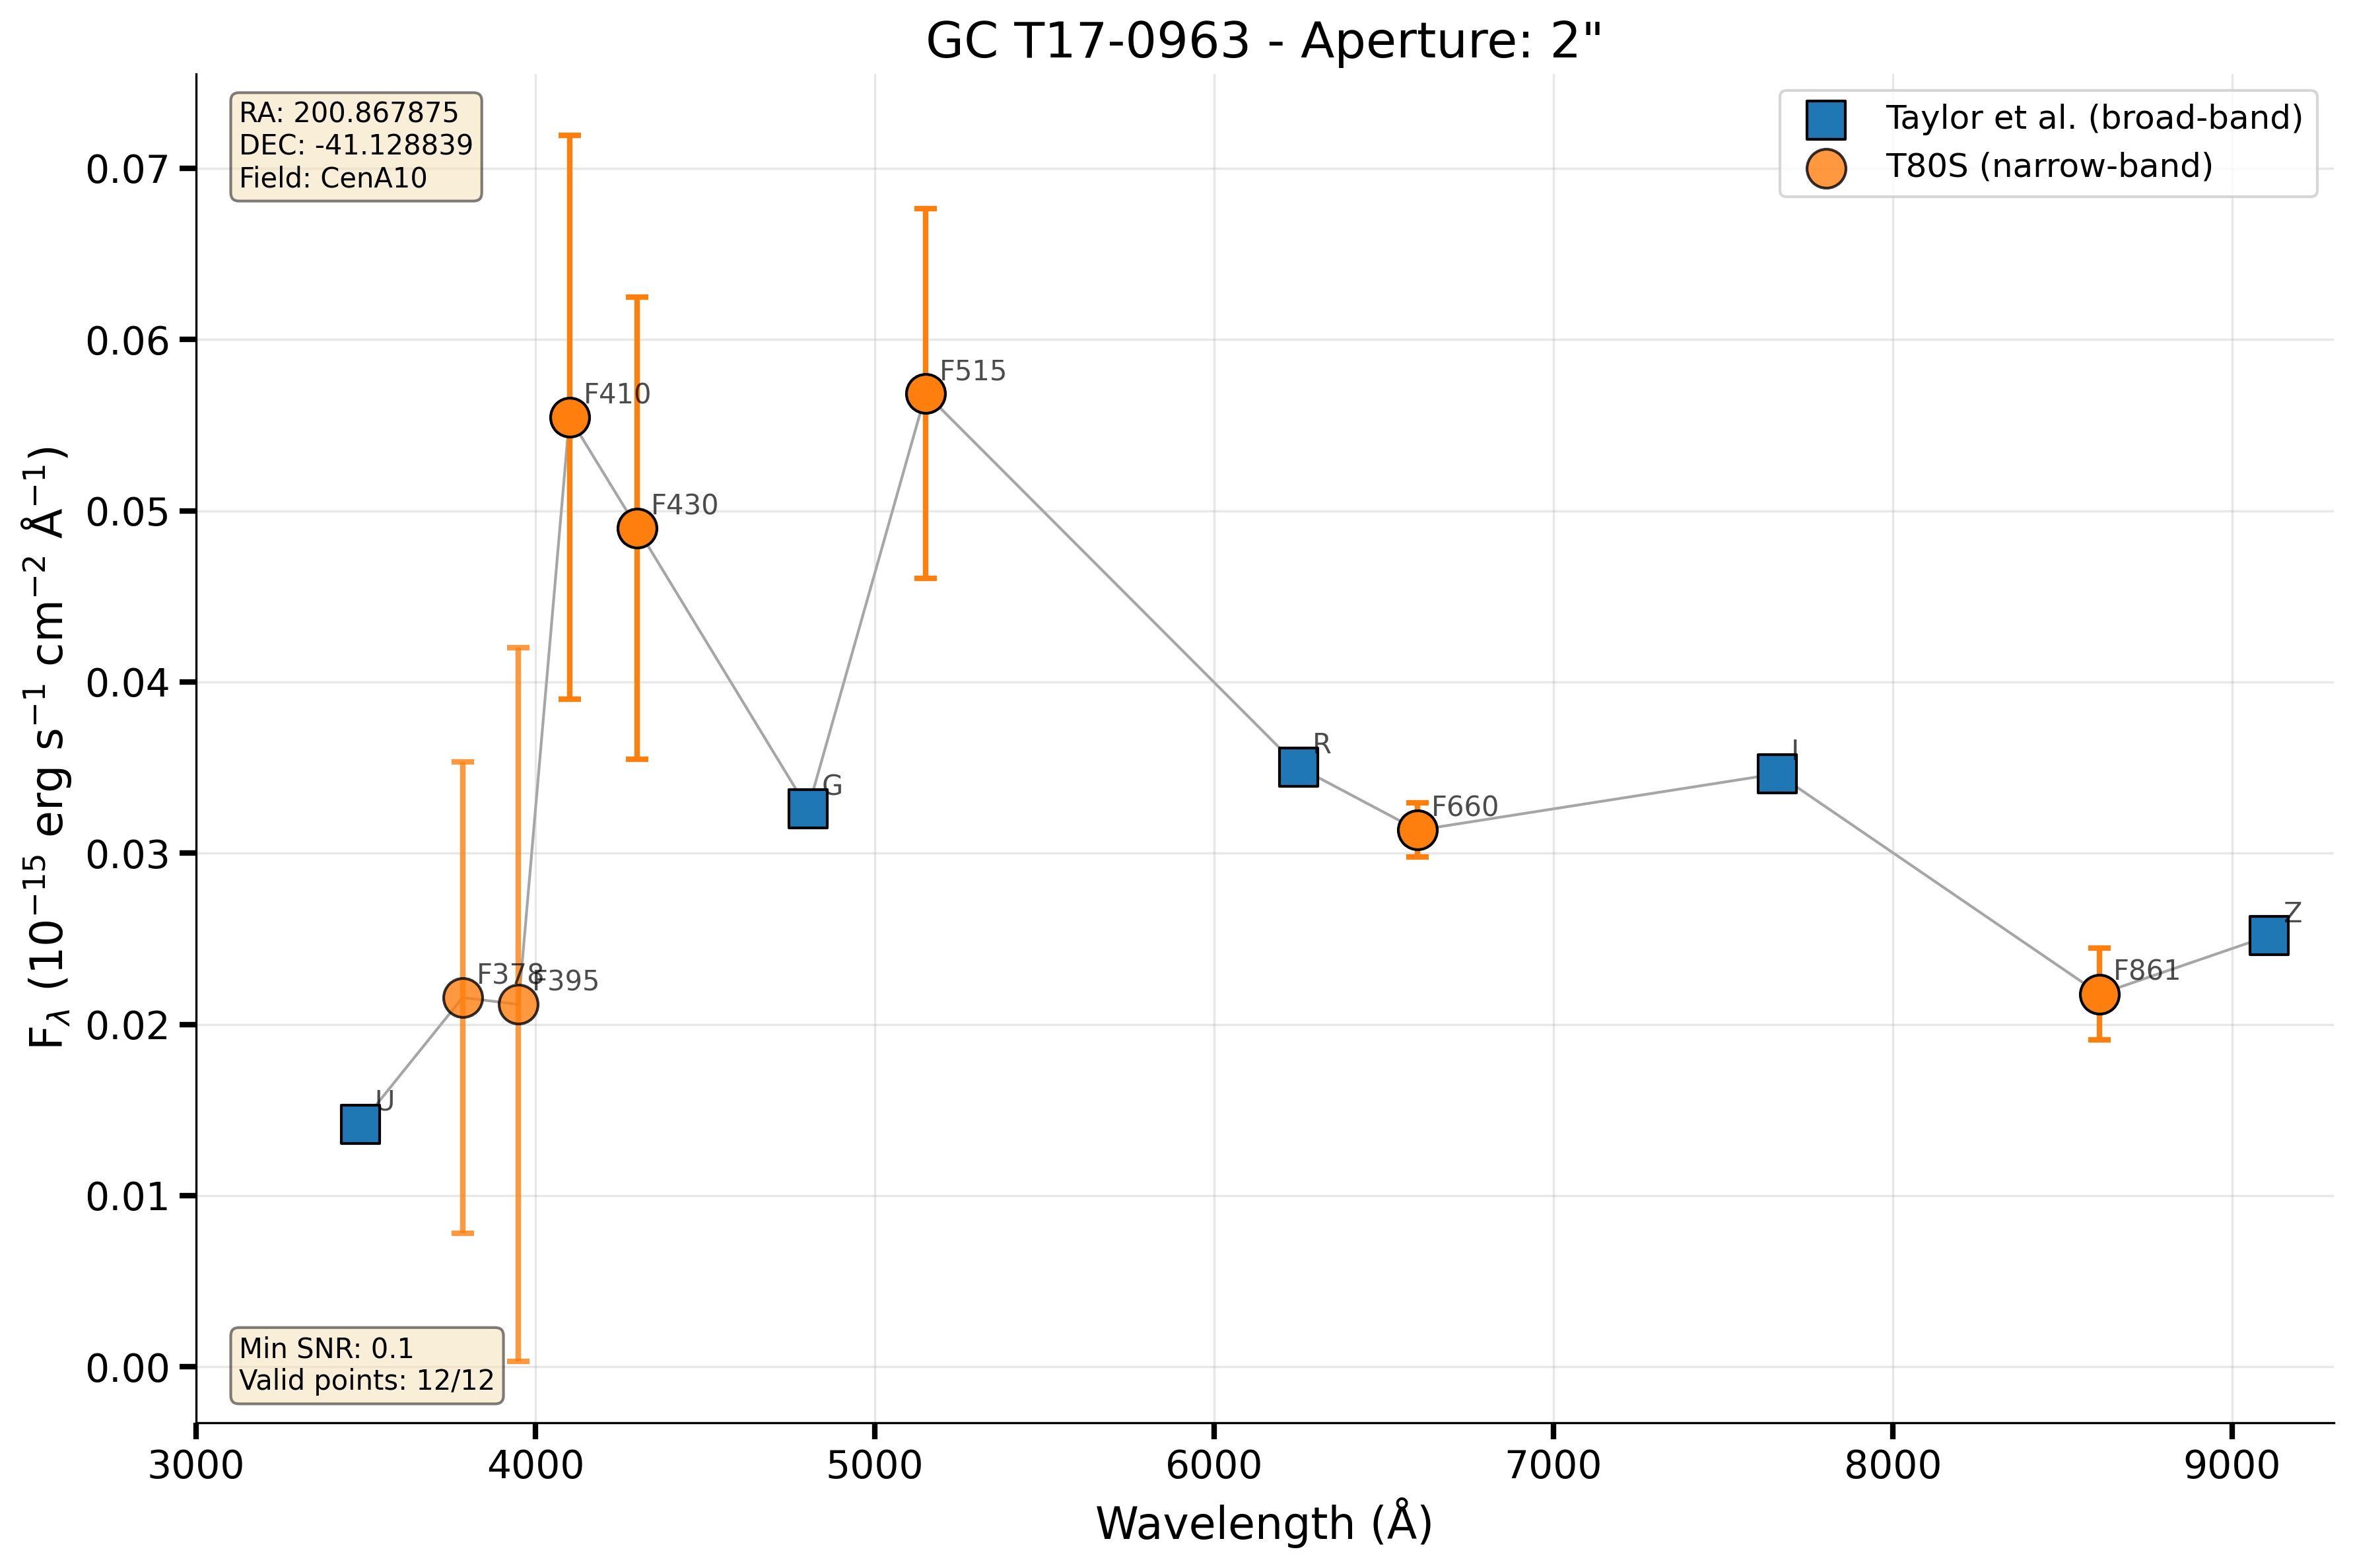 GC T17-0963 - Aperture: 2"
RA: 200.867875
DEC: -41.128839
Field: CenA10
Taylor et al. (broad-band)
T80S (narrow-band)
F410
F515
F430
G
R
I
F660
Z
F378
F395
F861
U
Min SNR: 0.1
Valid points: 12/12
0.07
0.06
0.05
0.04
0.03
0.02
0.01
0.00
F$_{λ}$ (10$^{−15}$ erg s$^{−1}$ cm$^{−2}$ Å$^{−1}$)
3000 4000 5000 6000 7000 8000 9000
Wavelength (Å)